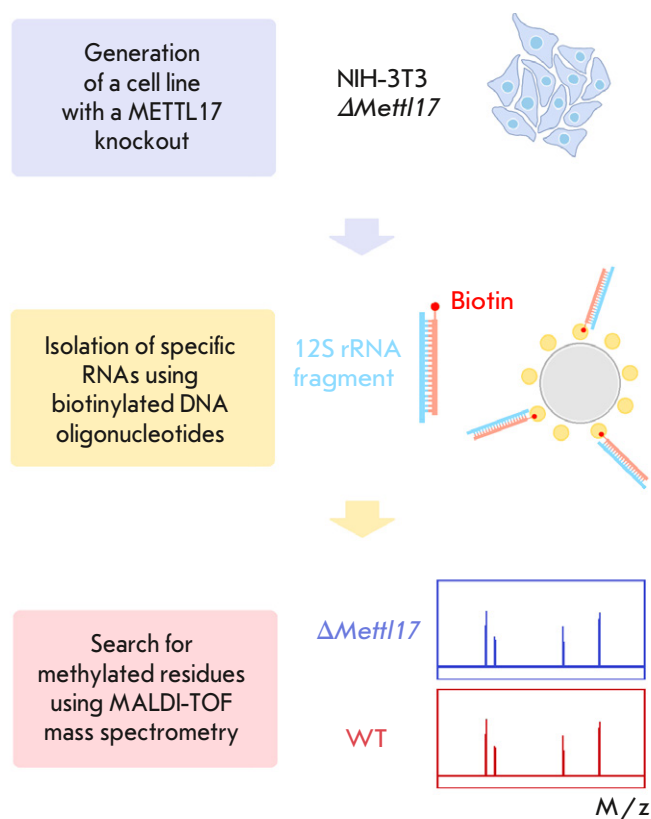 Generation
of a cell line
with a METTL17
knockout
NIH-3T3
ΔMettl17
Isolation of specific
RNAs using
biotinylated DNA
oligonucleotides
Biotin
12S rRNA
fragment
Search for
methylated residues
using MALDI-TOF
mass spectrometry
ΔMettl17
WT
M/z